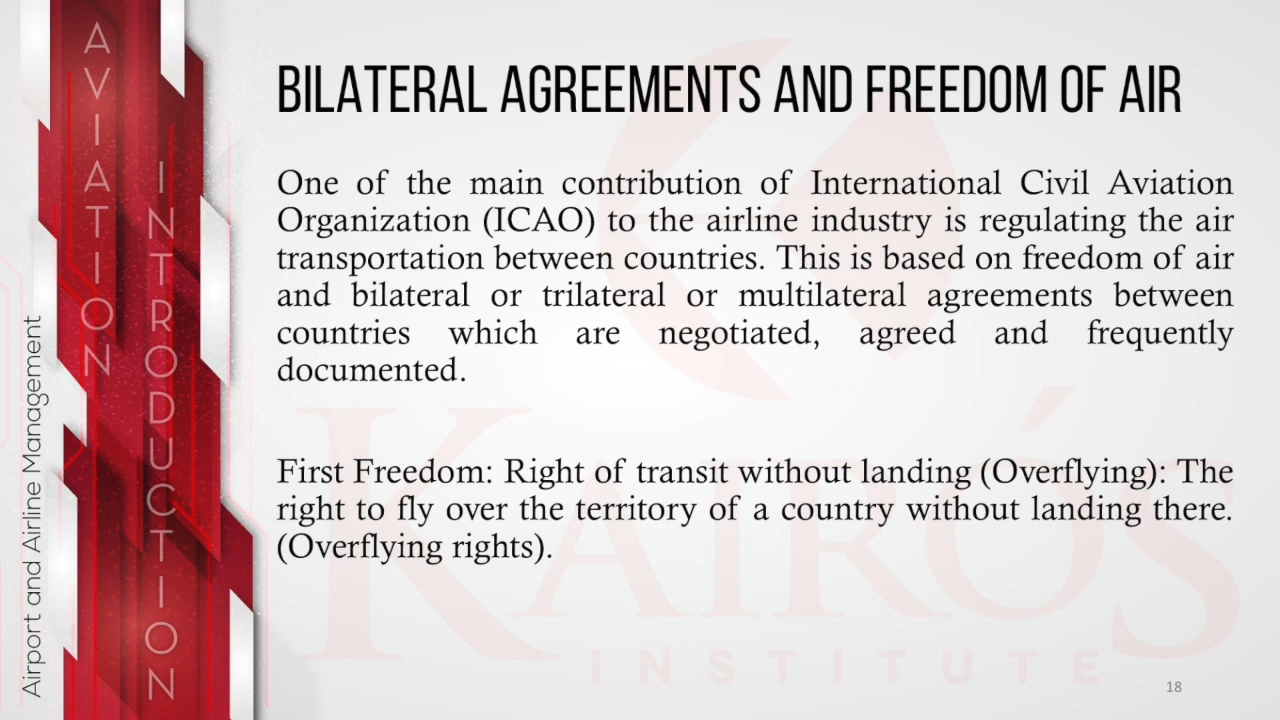 AVIATION
INTRODUCTION
Airport and Airline Management
BILATERAL AGREEMENTS AND FREEDOM OF AIR
One of the main contribution of International Civil Aviation
Organization (ICAO) to the airline industry is regulating the air
transportation between countries. This is based on freedom of air
and bilateral or trilateral or multilateral agreements between
countries which are negotiated, agreed and frequently
documented.
First Freedom: Right of transit without landing (Overflying): The
right to fly over the territory of a country without landing there.
(Overflying rights).
KAIRÓS
INSTITUTE
18